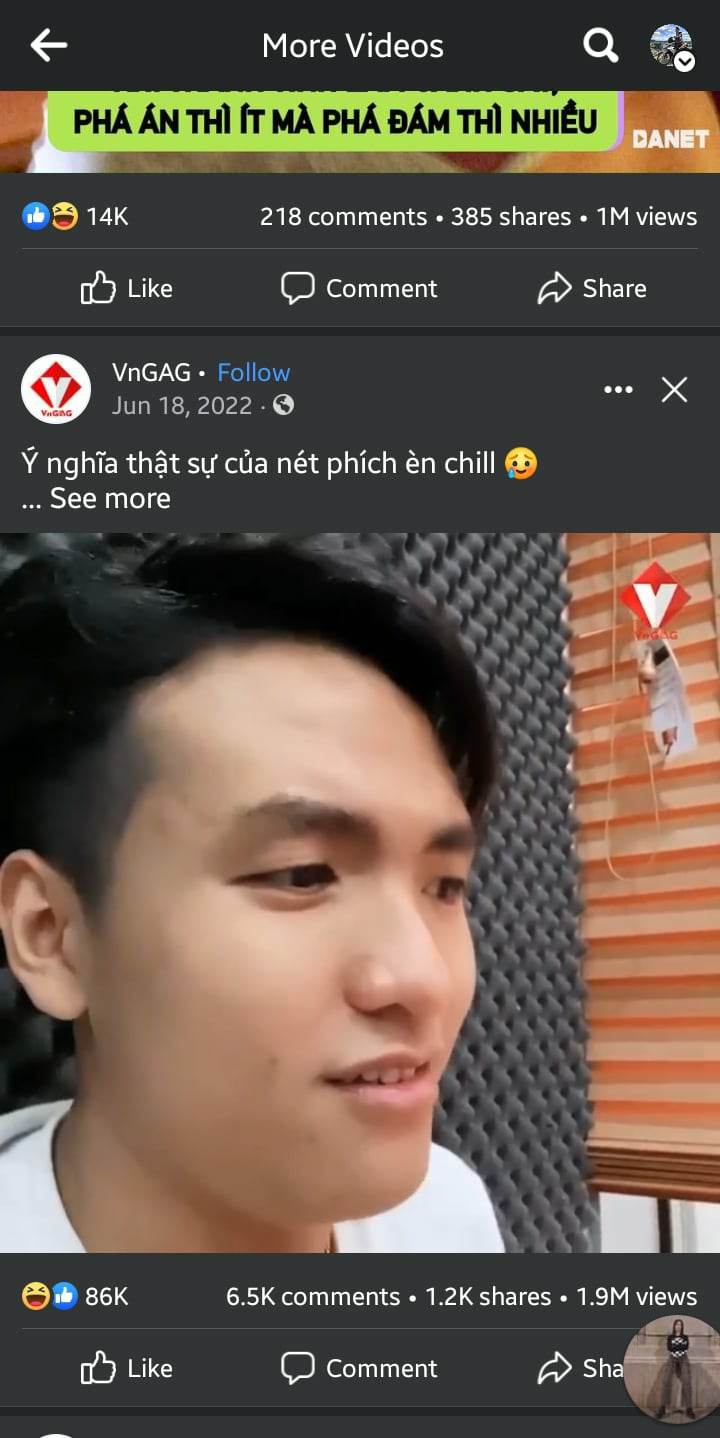 More Videos
PHÁ ÁN THÌ ÍT MÀ PHÁ ĐÁM THÌ NHIỀU
DANET
14K
218 comments • 385 shares • 1M views
Like
Comment
Share
VnGAG • Follow
Jun 18, 2022 ·
VnGAG
Ý nghĩa thật sự của nét phích èn chill 🥲
... See more
VnGAG
86K
6.5K comments • 1.2K shares • 1.9M views
Like
Comment
Sha